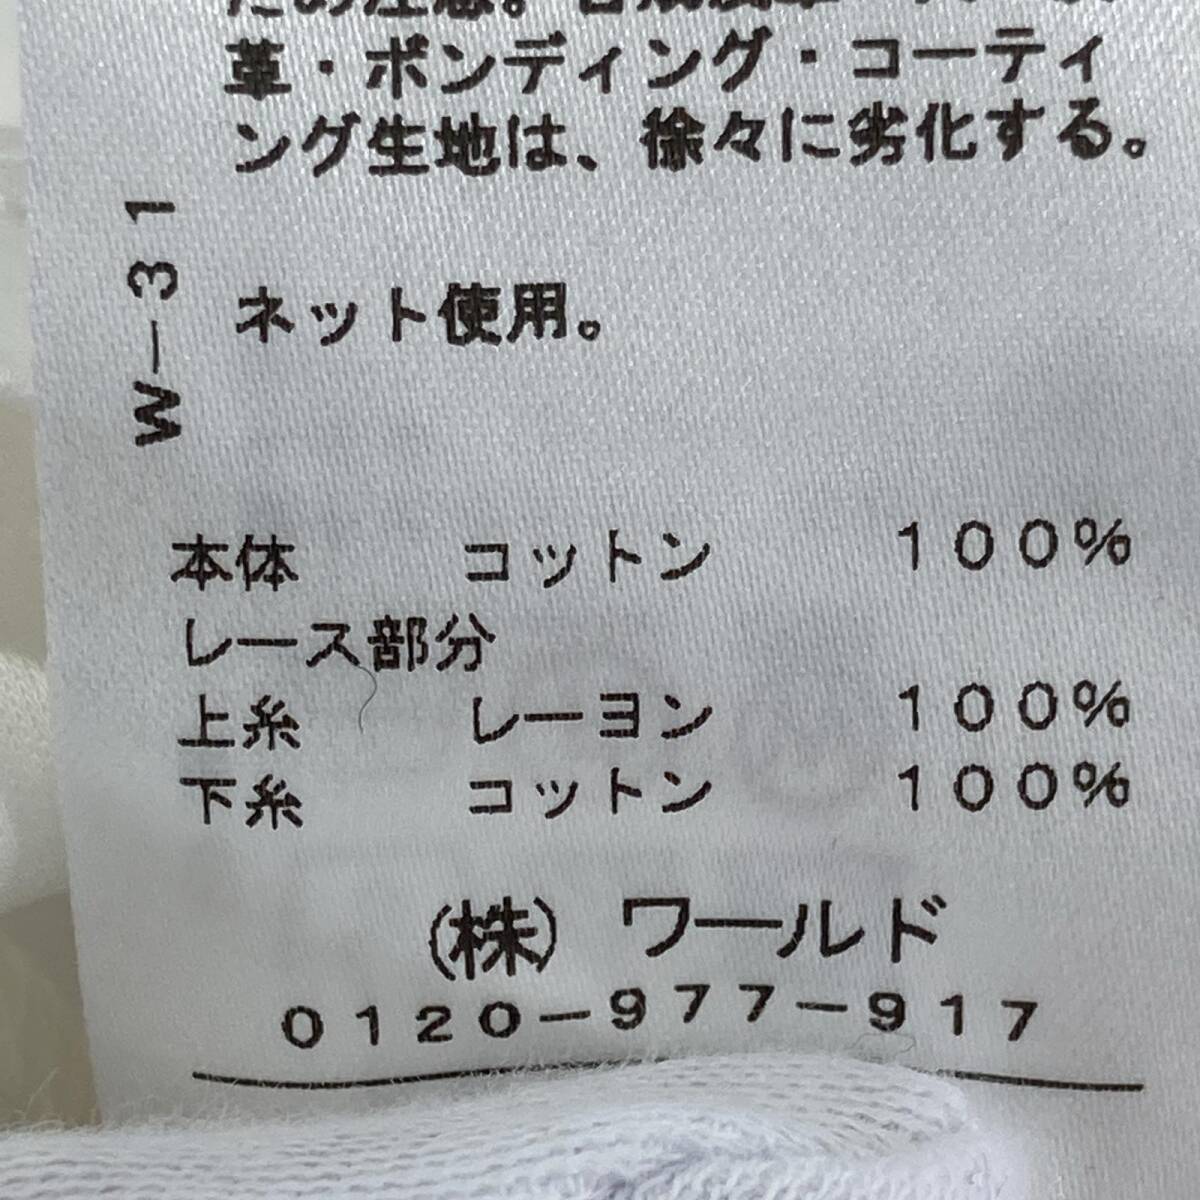 革・ボンディング・コーティ
ング生地は、徐々に劣化する。
W－31
ネット使用。
本体 コットン 100%
レース部分
上糸 レーヨン 100%
下糸 コットン 100%
(株) ワールド
0120－977－917